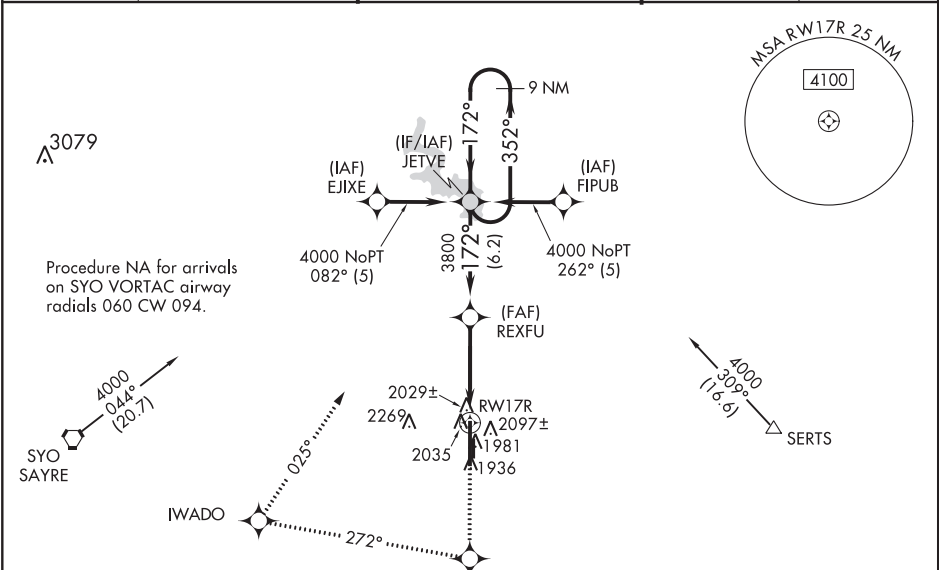 MSA RW17R 25 NM
4100
3079
9 NM
172°
352°
(IF/IAF)
JETVE
(IAF)
EJIXE
(IAF)
FIPUB
4000 NoPT
082° (5)
3800
172°
(6.2)
4000 NoPT
262° (5)
Procedure NA for arrivals
on SYO VORTAC airway
radials 060 CW 094.
(FAF)
REXFU
4000
044°
(20.7)
SYO
SAYRE
4000
309°
(16.6)
SERTS
2029±
RW17R
2269
2097±
2035
1981
1936
025°
IWADO
272°